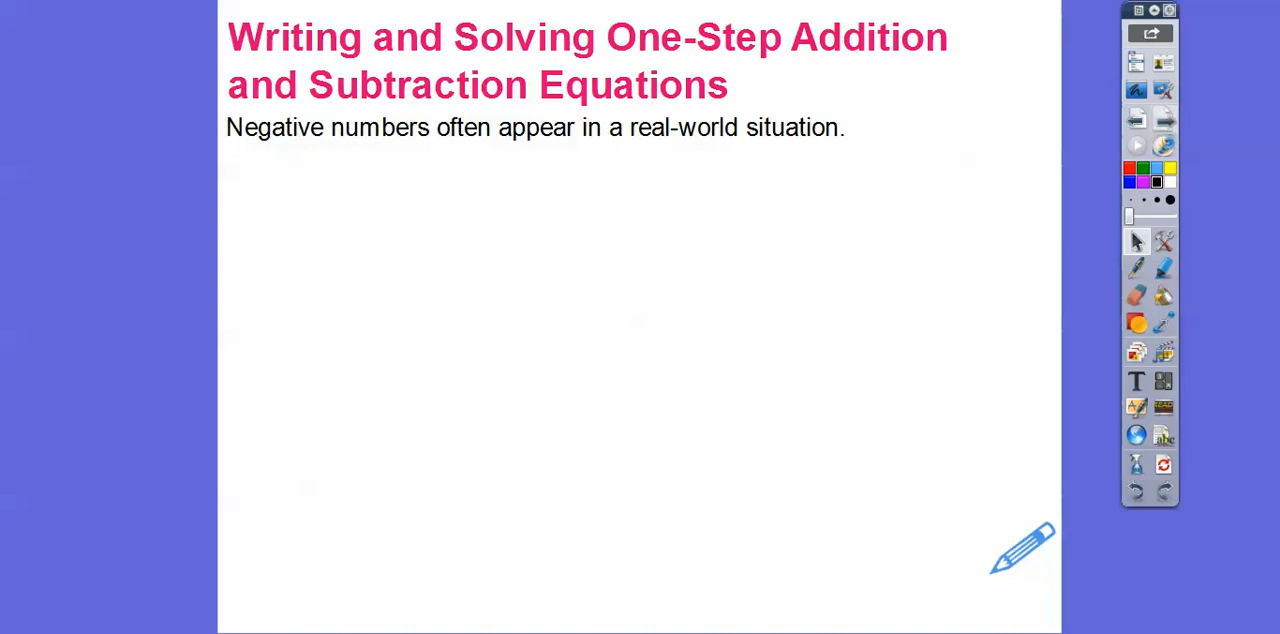 Writing and Solving One-Step Addition
and Subtraction Equations
Negative numbers often appear in a real-world situation.